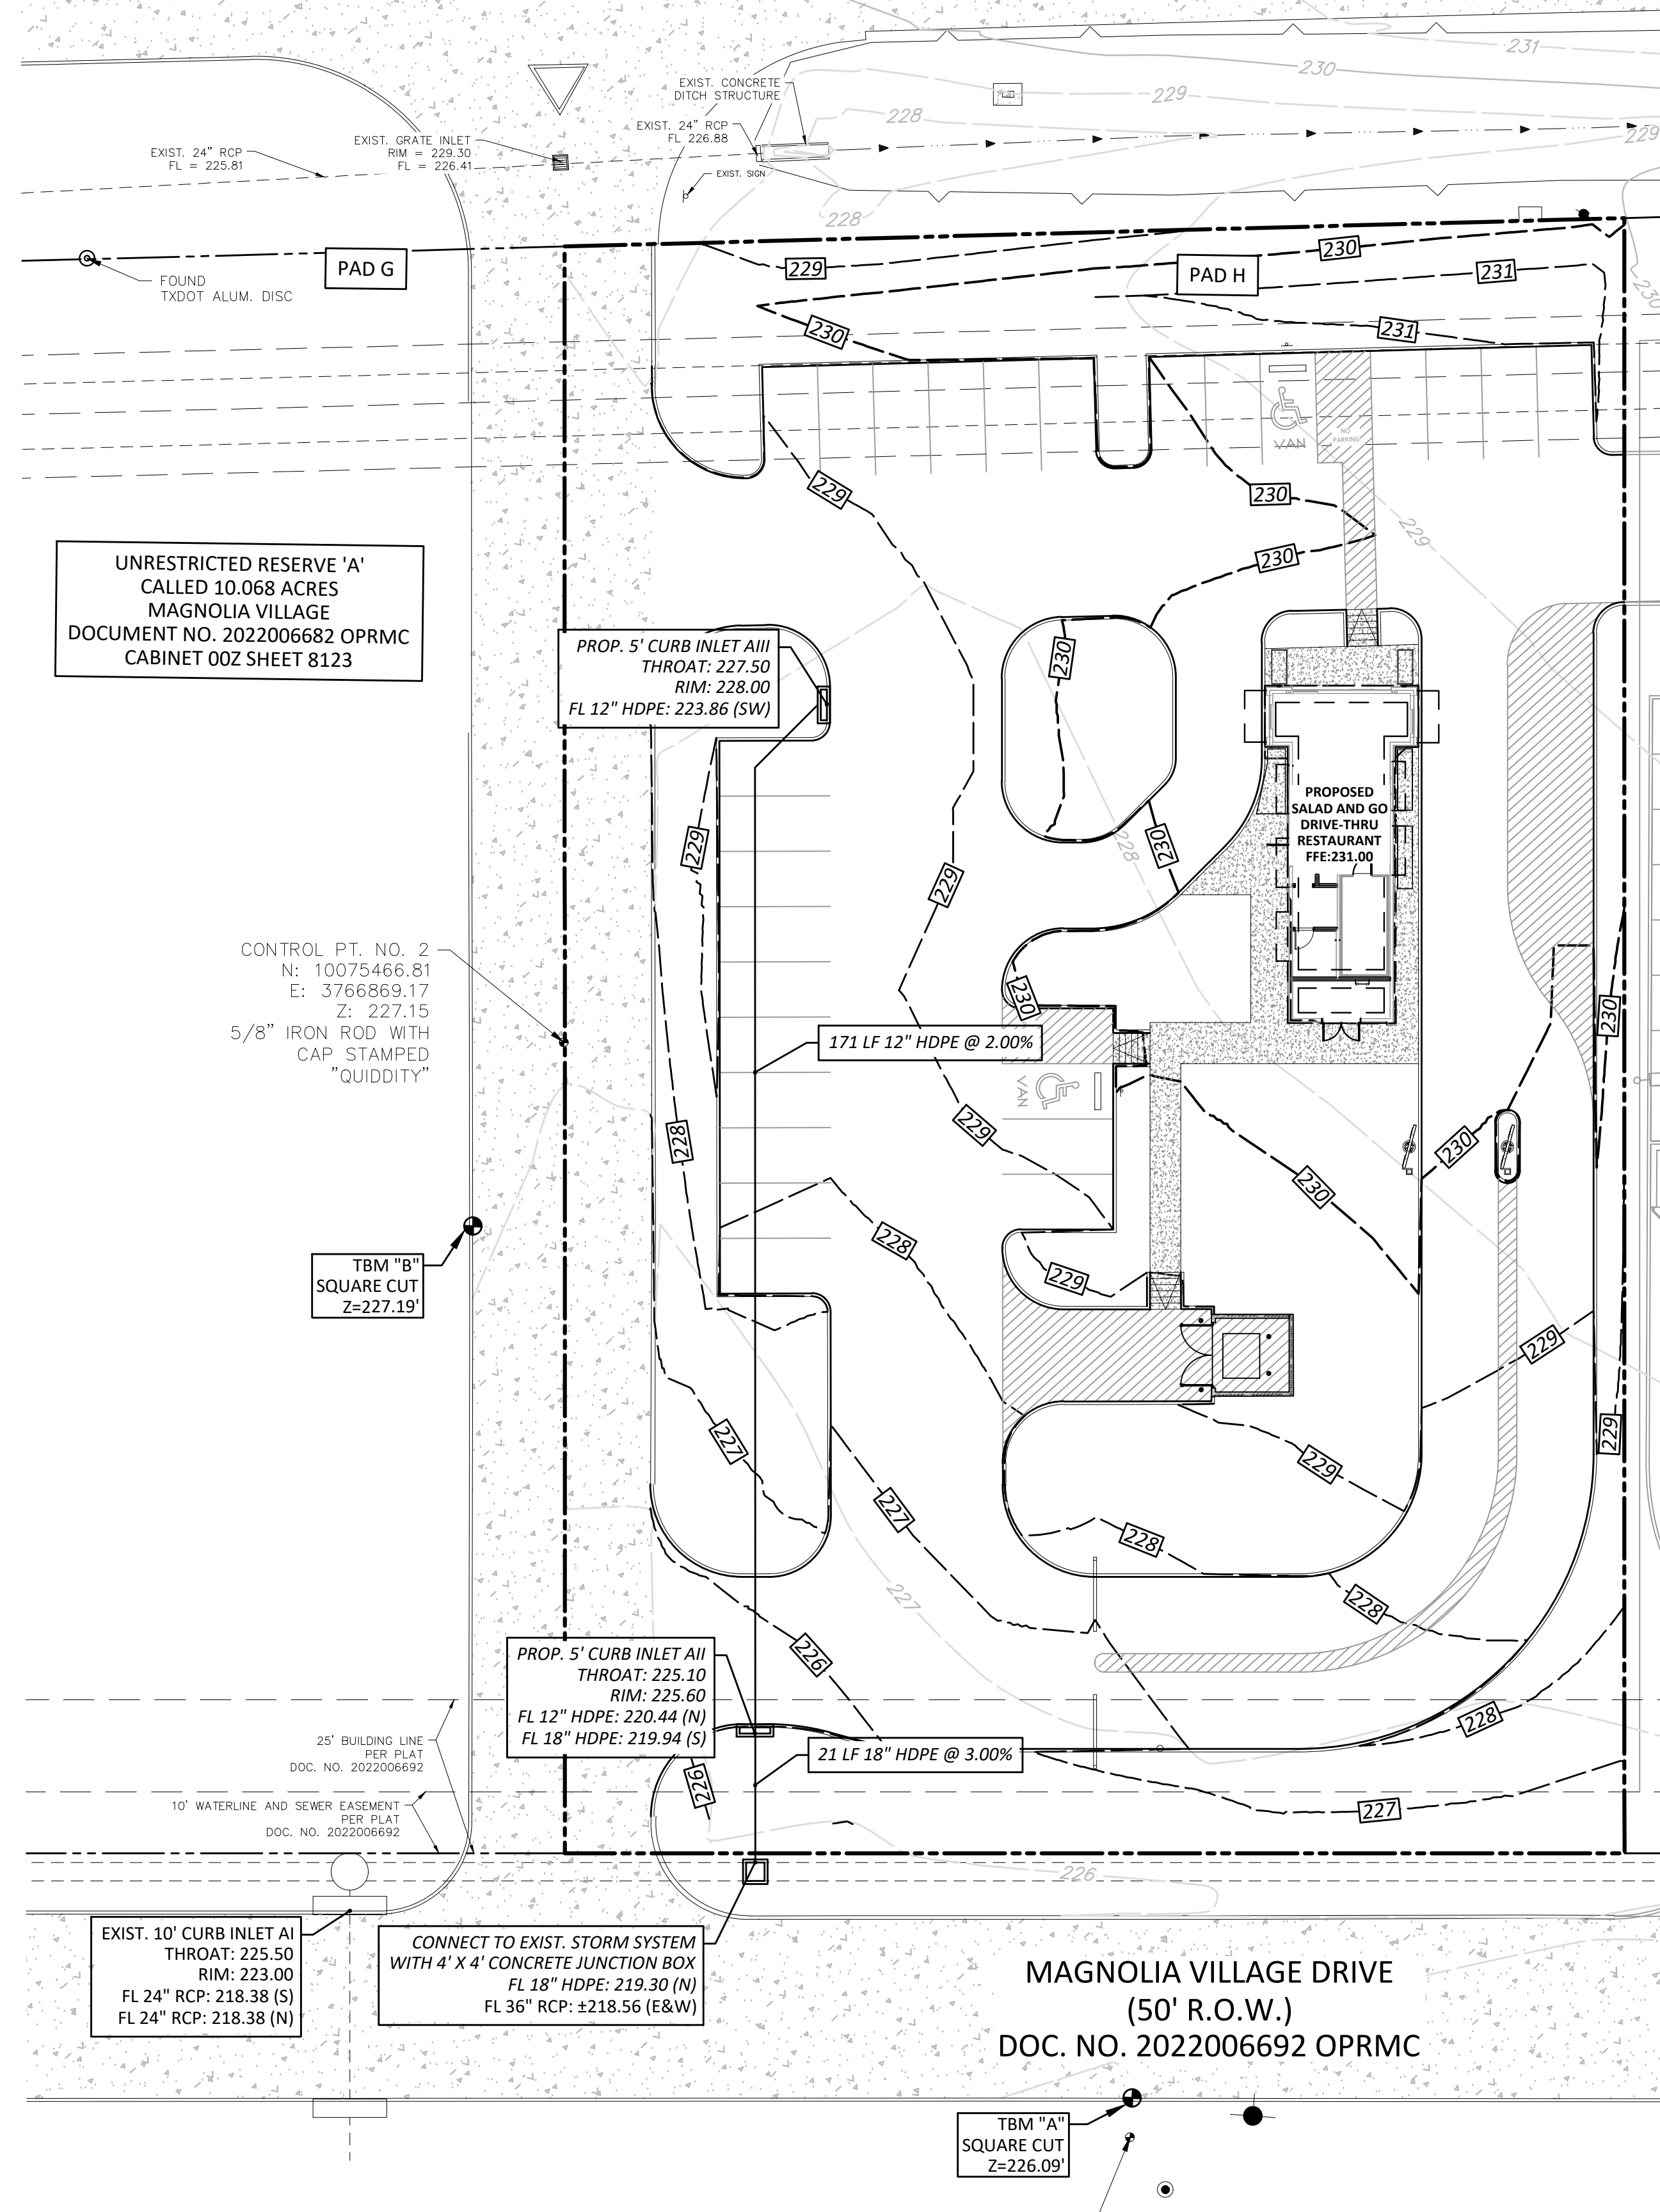 231
230
EXIST. CONCRETE
DITCH STRUCTURE
229
228
EXIST. 24" RCP
FL 226.88
229
EXIST. GRATE INLET
RIM = 229.30
FL = 226.41
EXIST. 24" RCP
FL = 225.81
EXIST. SIGN
228
PAD G
FOUND
TXDOT ALUM. DISC
229
230
PAD H
231
230
230
231
VAN
NO
PARKING
229
230
229
230
UNRESTRICTED RESERVE 'A'
CALLED 10.068 ACRES
MAGNOLIA VILLAGE
DOCUMENT NO. 2022006682 OPRMC
CABINET 00Z SHEET 8123
PROP. 5' CURB INLET AIII
THROAT: 227.50
RIM: 228.00
FL 12" HDPE: 223.86 (SW)
230
PROPOSED
SALAD AND GO
DRIVE-THRU
RESTAURANT
FFE:231.00
229
228
230
229
CONTROL PT. NO. 2
N: 10075466.81
E: 3766869.17
Z: 227.15
5/8" IRON ROD WITH
CAP STAMPED
"QUIDDITY"
230
230
171 LF 12" HDPE @ 2.00%
VAN
229
228
230
230
228
TBM "B"
SQUARE CUT
Z=227.19'
229
229
229
227
229
227
228
227
228
226
PROP. 5' CURB INLET AII
THROAT: 225.10
RIM: 225.60
FL 12" HDPE: 220.44 (N)
FL 18" HDPE: 219.94 (S)
228
21 LF 18" HDPE @ 3.00%
25' BUILDING LINE
PER PLAT
DOC. NO. 2022006692
226
227
10' WATERLINE AND SEWER EASEMENT
PER PLAT
DOC. NO. 2022006692
226
EXIST. 10' CURB INLET AI
THROAT: 225.50
RIM: 223.00
FL 24" RCP: 218.38 (S)
FL 24" RCP: 218.38 (N)
CONNECT TO EXIST. STORM SYSTEM
WITH 4' X 4' CONCRETE JUNCTION BOX
FL 18" HDPE: 219.30 (N)
FL 36" RCP: ±218.56 (E&W)
MAGNOLIA VILLAGE DRIVE
(50' R.O.W.)
DOC. NO. 2022006692 OPRMC
TBM "A"
SQUARE CUT
Z=226.09'